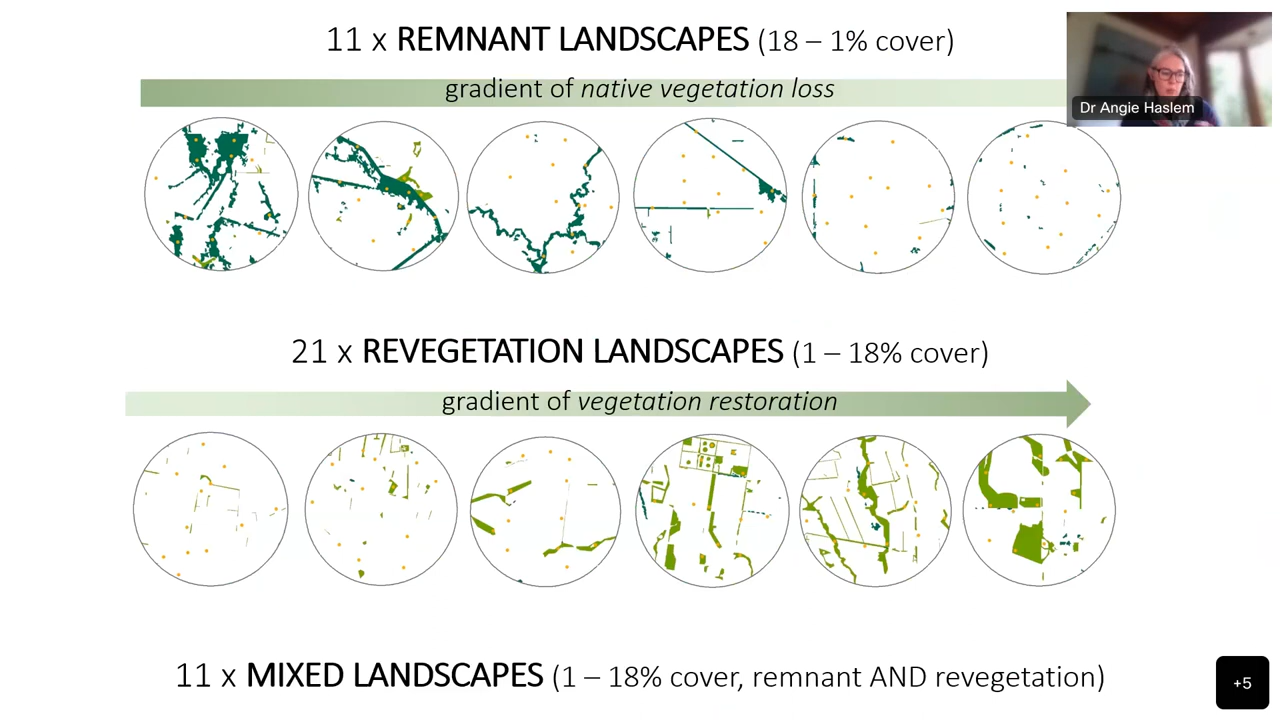 11 x REMNANT LANDSCAPES (18 – 1% cover)
gradient of native vegetation loss
Dr Angie Haslem
21 x REVEGETATION LANDSCAPES (1 – 18% cover)
gradient of vegetation restoration
11 x MIXED LANDSCAPES (1 – 18% cover, remnant AND revegetation)
+5